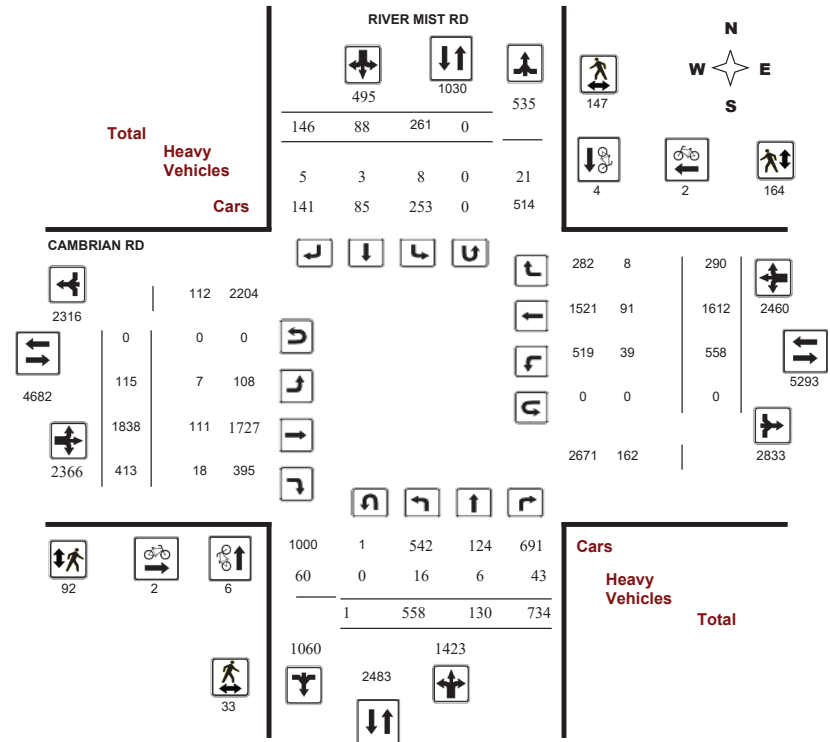 RIVER MIST RD
N
W E
S
495
1030
535
147
146 88 261 0
Total
Heavy
Vehicles
5 3 8 0 21
Cars
141 85 253 0 514
4
2
164
CAMBRIAN RD
2316
112 2204
282 8 290
2460
0 0 0
1521 91 1612
4682
115 7 108
519 39 558
5293
1838 111 1727
0 0 0
2366
413 18 395
2671 162
2833
1000 1 542 124 691
Cars
60 0 16 6 43
Heavy
Vehicles
1 558 130 734
Total
92
2
6
1060
1423
2483
33